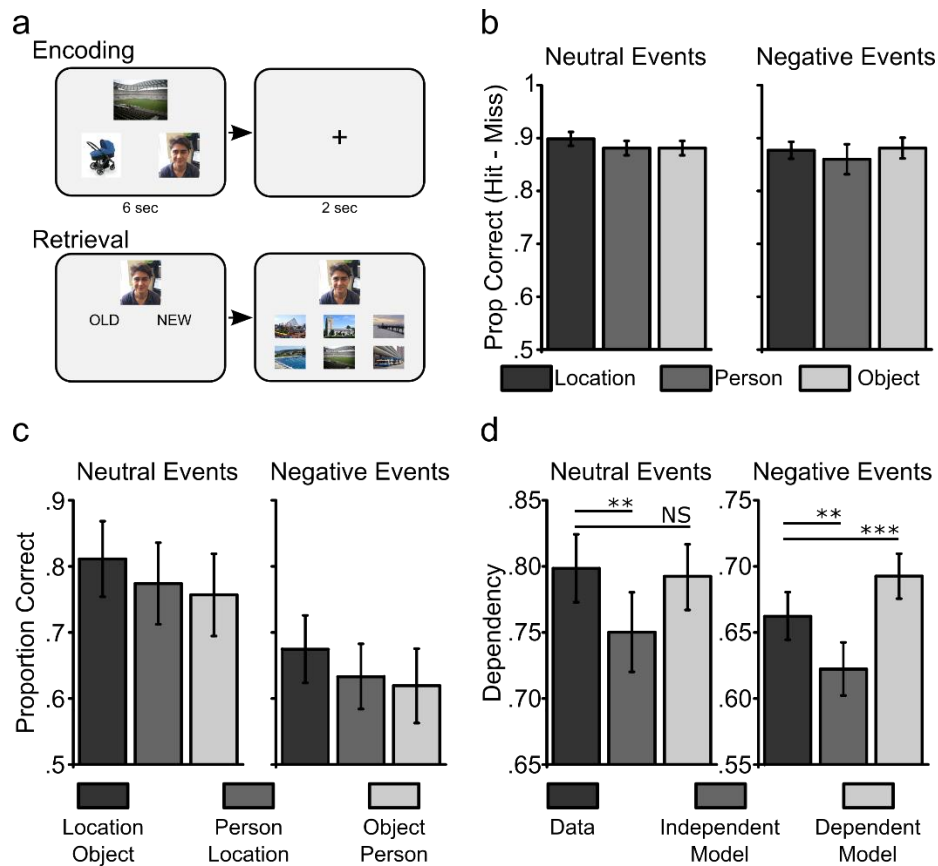 a
Encoding
6 sec
2 sec
Retrieval
OLD NEW
b
Neutral Events Negative Events
Prop Correct (Hit - Miss)
1
.9
.8
.7
.6
.5
Location Person Object
c
Neutral Events Negative Events
Proportion Correct
.9
.8
.7
.6
.5
Location Object
Person Location
Object Person
d
Neutral Events Negative Events
Dependency
.85
.80
.75
.70
.65
** NS
.75
.70
.65
.60
.55
** ***
Data
Independent Model
Dependent Model